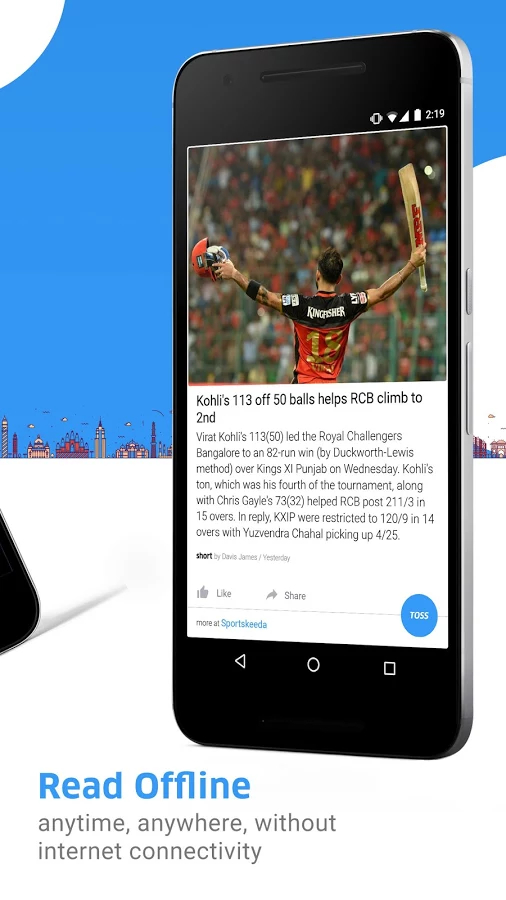 2:19
KINGFISHER
18
Kohli's 113 off 50 balls helps RCB climb to
2nd
Virat Kohli's 113(50) led the Royal Challengers
Bangalore to an 82-run win (by Duckworth-Lewis
method) over Kings XI Punjab on Wednesday. Kohli's
ton, which was his fourth of the tournament, along
with Chris Gayle's 73(32) helped RCB post 211/3 in
15 overs. In reply, KXIP were restricted to 120/9 in 14
overs with Yuzvendra Chahal picking up 4/25.
short by Davis James / Yesterday
Like Share
TOSS
more at Sportskeeda
Read Offline
anytime, anywhere, without
internet connectivity